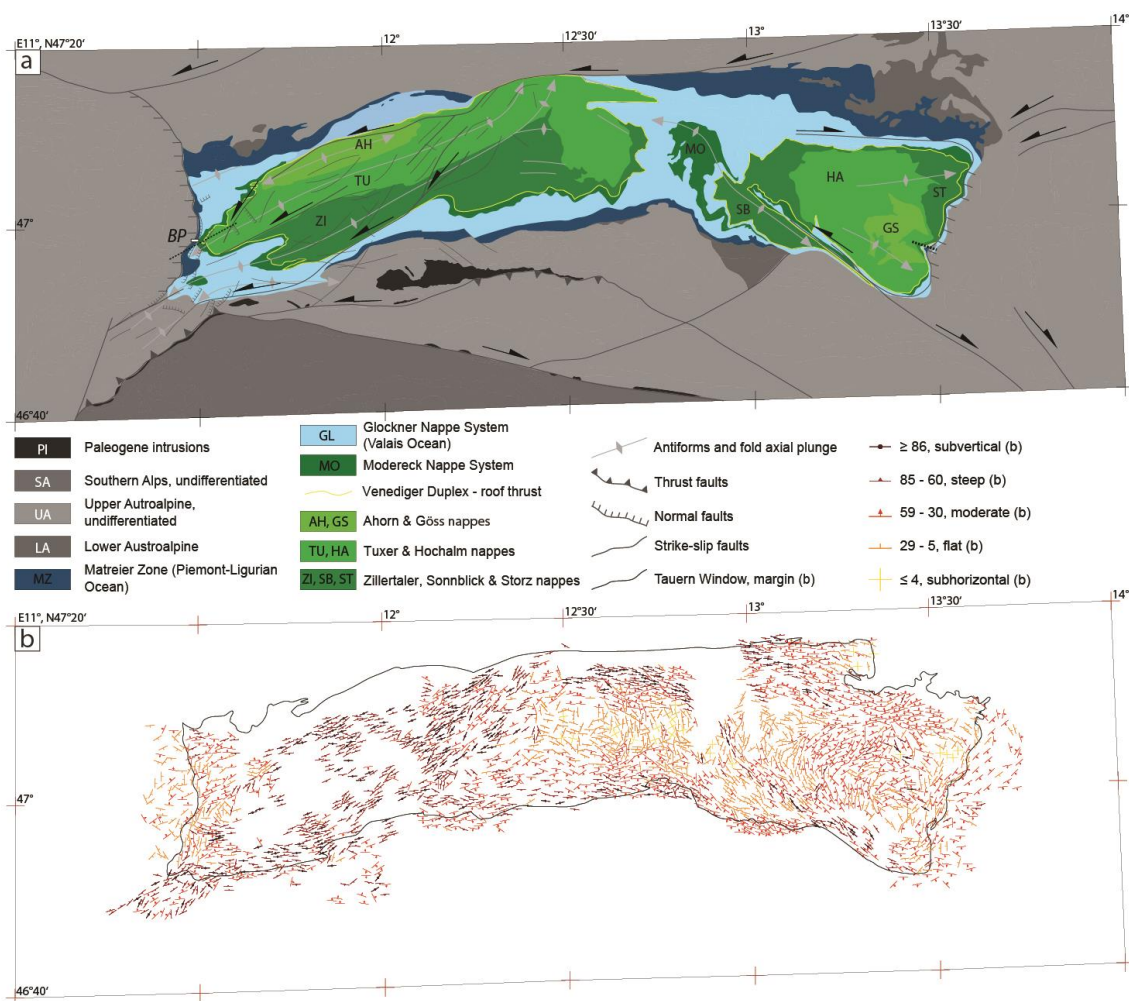 E11°, N47°20'
12°
12°30'
13°
13°30'
14°
a
AH
MO
TU
HA
ST
ZI
SB
GS
47°
BP
46°40'
PI Paleogene intrusions
SA Southern Alps, undifferentiated
UA Upper Autroalpine,
undifferentiated
LA Lower Austroalpine
MZ Matreier Zone (Piemont-Ligurian
Ocean)
GL Glockner Nappe System
(Valais Ocean)
MO Modereck Nappe System
Venediger Duplex - roof thrust
AH, GS Ahorn & Göss nappes
TU, HA Tuxer & Hochalm nappes
ZI, SB, ST Zillertaler, Sonnblick & Storz nappes
Antiforms and fold axial plunge
Thrust faults
Normal faults
Strike-slip faults
Tauern Window, margin (b)
≥ 86, subvertical (b)
85 - 60, steep (b)
59 - 30, moderate (b)
29 - 5, flat (b)
≤ 4, subhorizontal (b)
E11°, N47°20'
12°
12°30'
13°
13°30'
14°
b
47°
46°40'